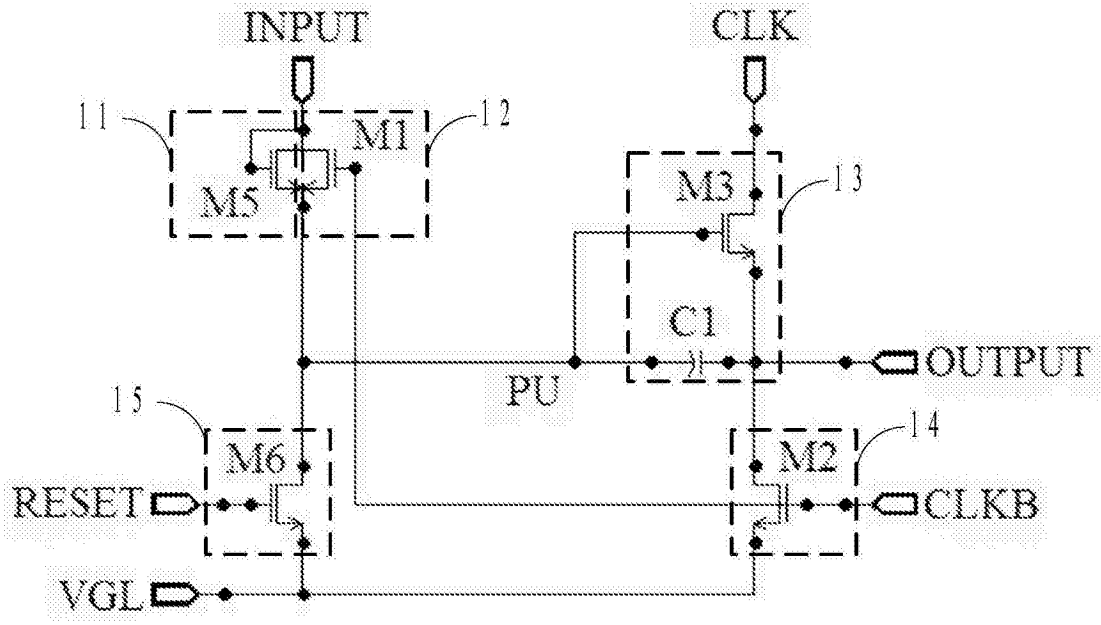 INPUT
CLK
11
12
M1
M5
M3
13
C1
OUTPUT
PU
15
14
M6
M2
RESET
CLKB
VGL